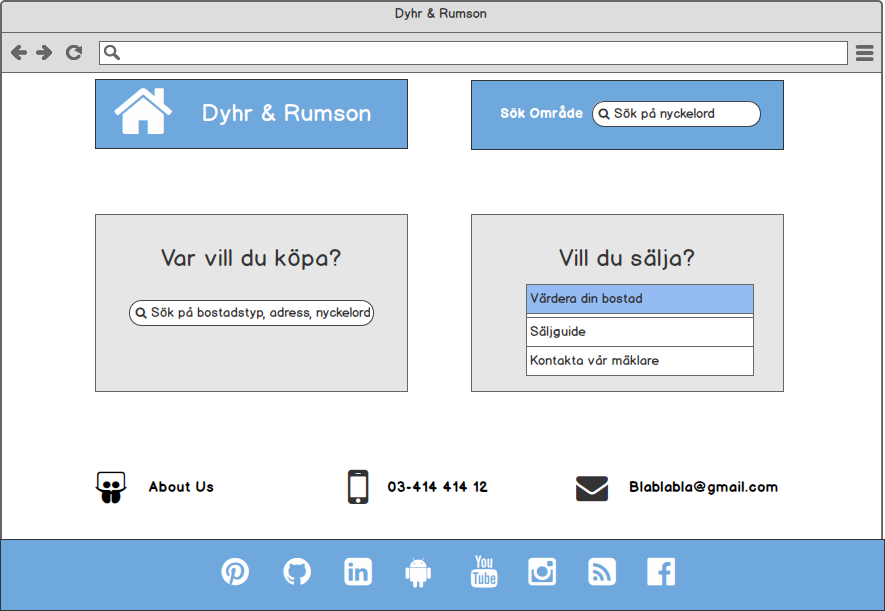 Dyhr & Rumson
Dyhr & Rumson
Sök Område
Sök på nyckelord
Var vill du köpa?
Sök på bostadstyp, adress, nyckelord
Vill du sälja?
Värdera din bostad
Säljguide
Kontakta vår mäklare
About Us
03-414 414 12
Blablabla@gmail.com
in
You
Tube